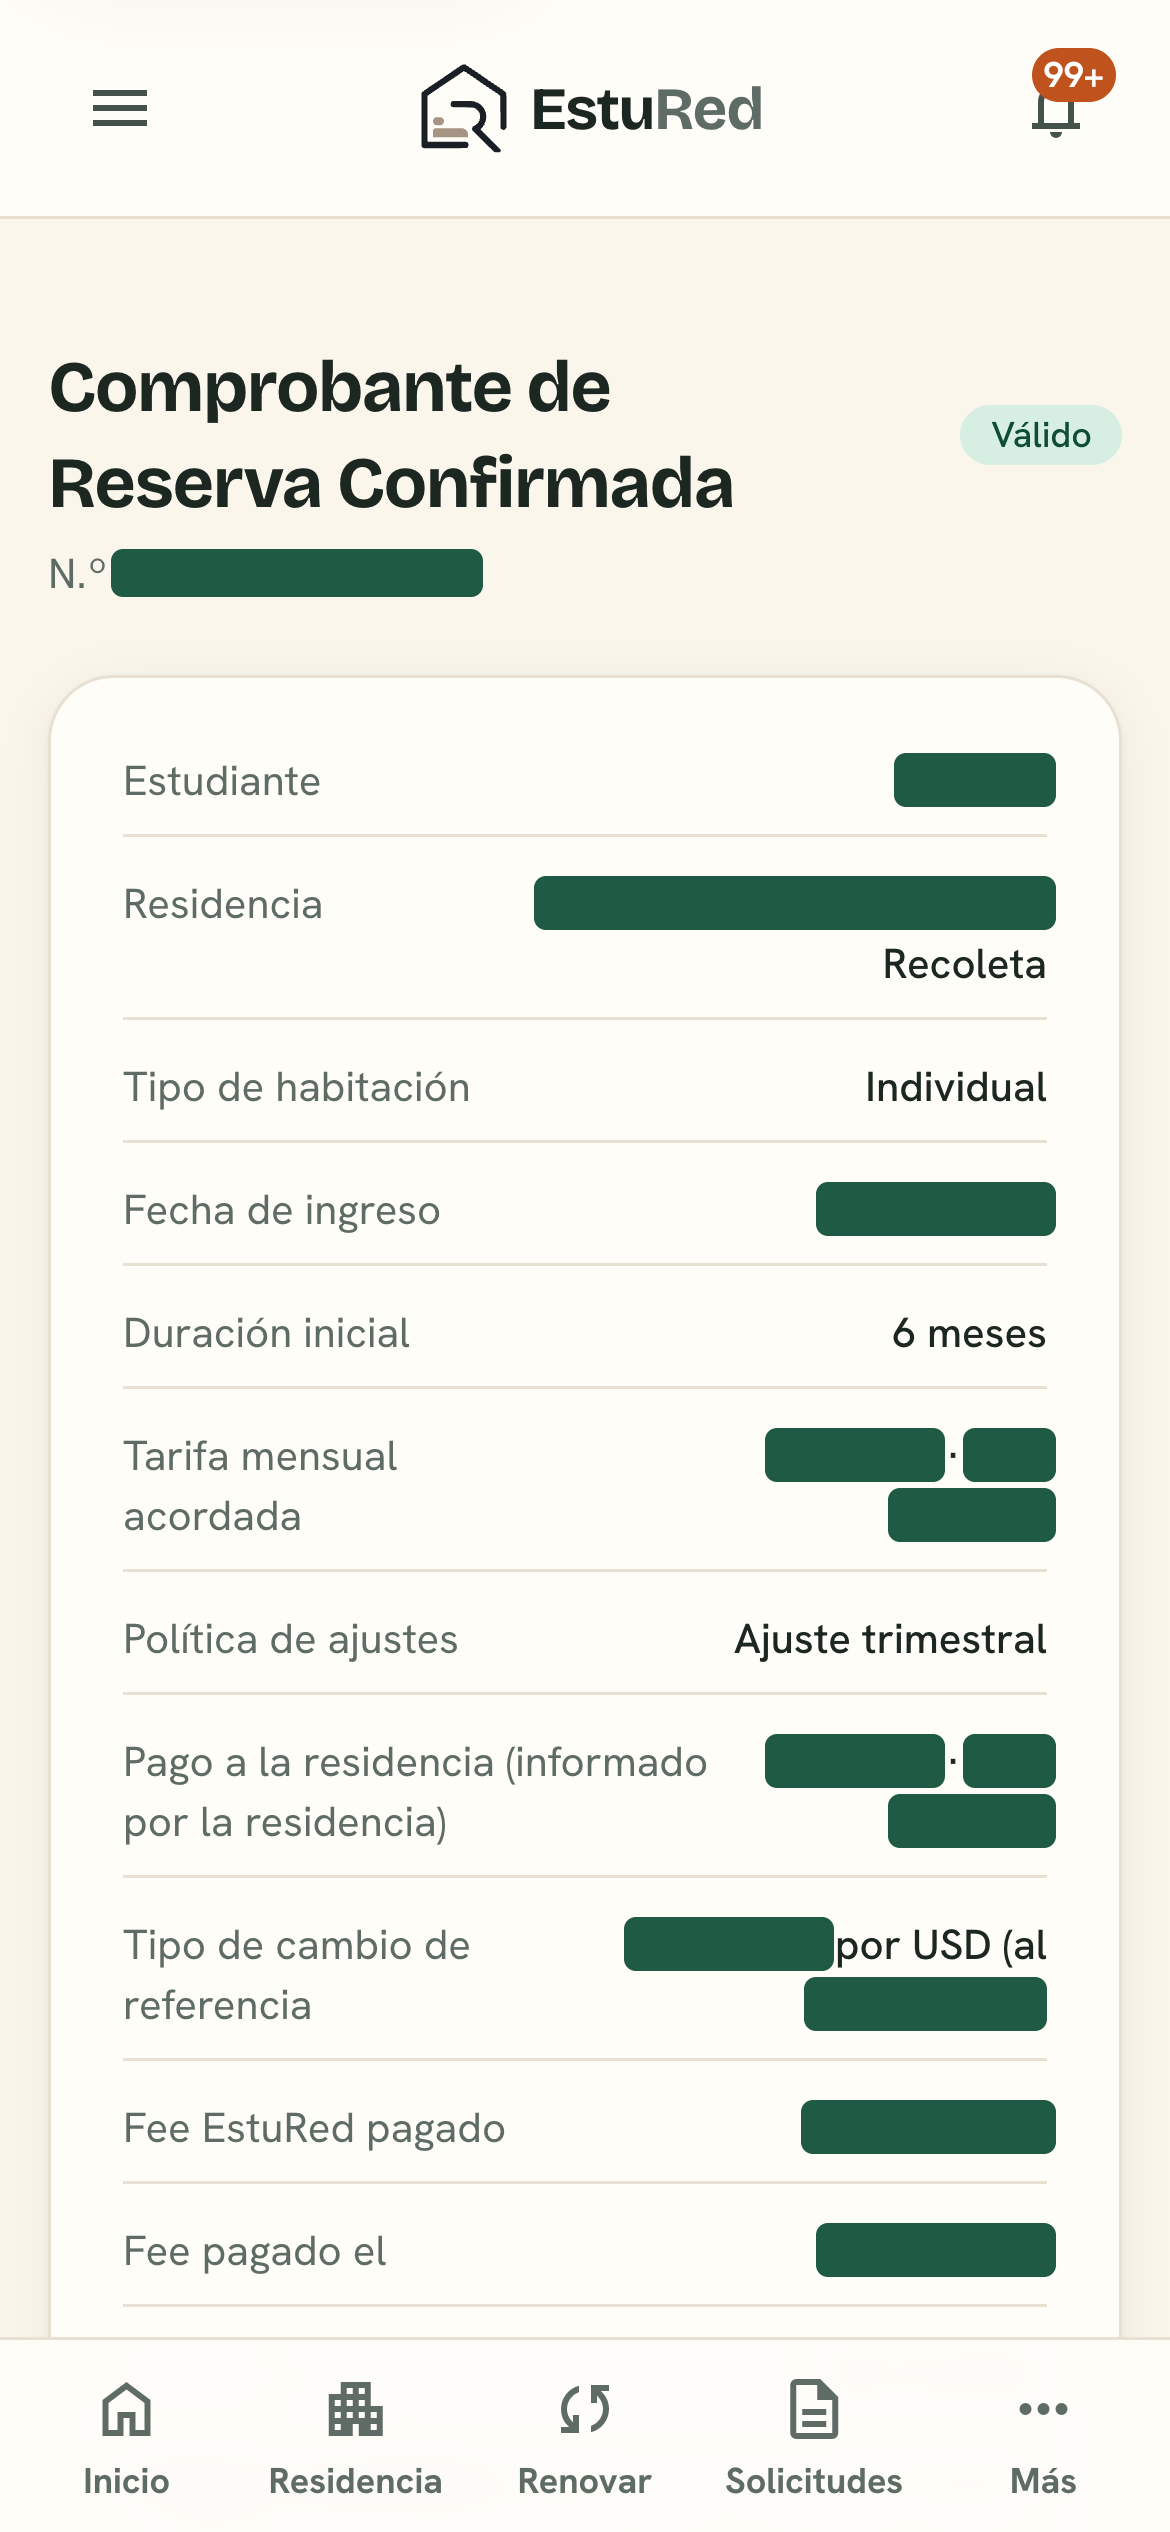 99+
EstuRed
Comprobante de
Reserva Confirmada
Válido
N.º
Estudiante
Residencia
Recoleta
Tipo de habitación
Individual
Fecha de ingreso
Duración inicial
6 meses
Tarifa mensual
·
acordada
Política de ajustes
Ajuste trimestral
Pago a la residencia (informado
·
por la residencia)
Tipo de cambio de
por USD (al
referencia
Fee EstuRed pagado
Fee pagado el
Inicio
Residencia
Renovar
Solicitudes
Más